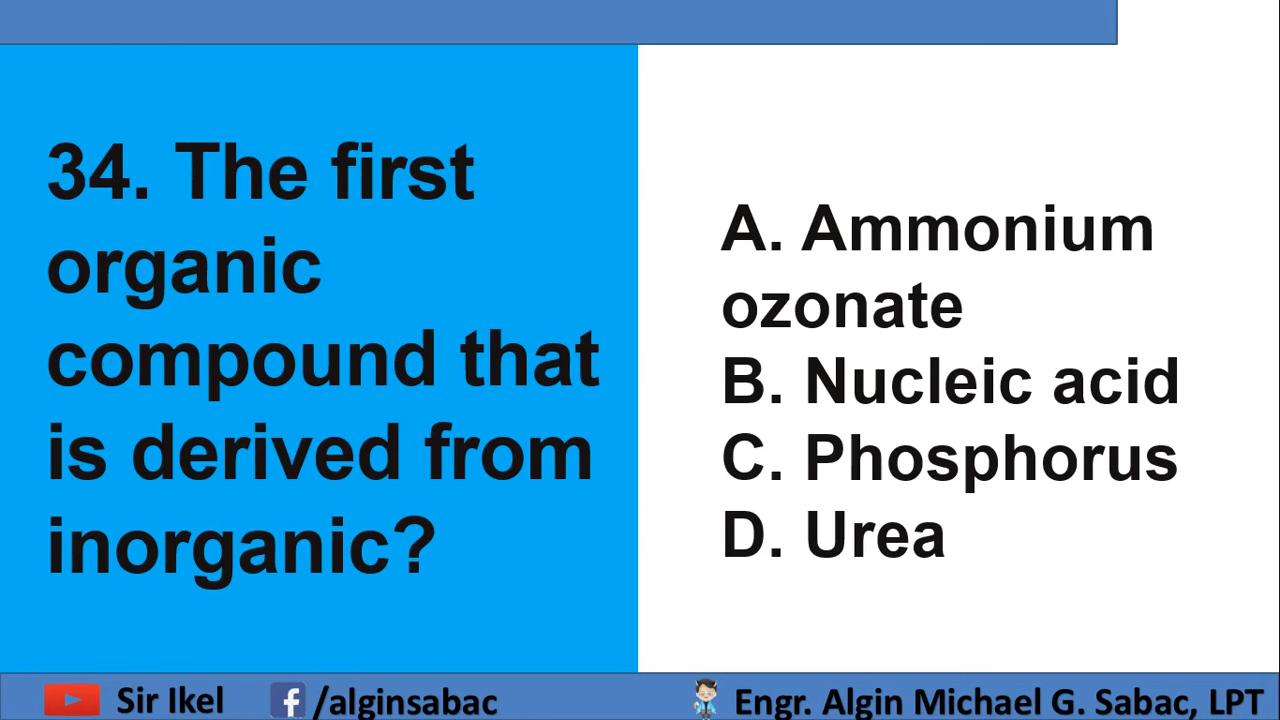 34. The first
organic
compound that
is derived from
inorganic?
A. Ammonium
ozonate
B. Nucleic acid
C. Phosphorus
D. Urea
Sir Ikel
/alginsabac
Engr. Algin Michael G. Sabac, LPT